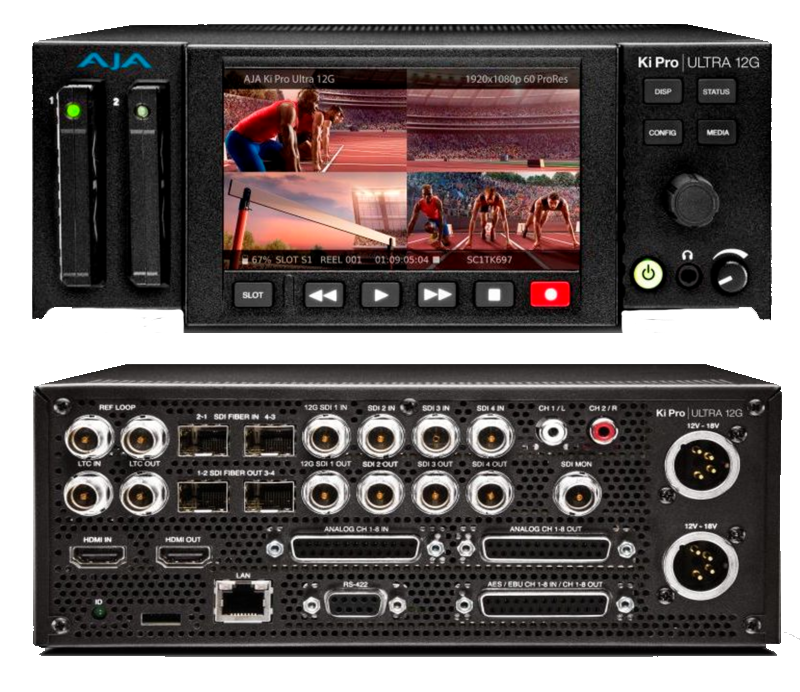 AJA
Ki Pro | ULTRA 12G
AJA Ki Pro Ultra 12G
1920x1080p 60 ProRes
1
2
DISP
STATUS
CONFIG
MEDIA
67% SLOT S1 REEL 001 01:09:05:04 SC1TK697
SLOT
REF LOOP
2-1 SDI FIBER IN 4-3
12G SDI 1 IN
SDI 2 IN
SDI 3 IN
SDI 4 IN
CH 1 / L
CH 2 / R
Ki Pro | ULTRA 12G
12V - 18V
LTC IN
LTC OUT
1-2 SDI FIBER OUT 3-4
12G SDI 1 OUT
SDI 2 OUT
SDI 3 OUT
SDI 4 OUT
SDI MON
HDMI IN
HDMI OUT
ANALOG CH 1-8 IN
ANALOG CH 1-8 OUT
12V - 18V
LAN
RS-422
AES / EBU CH 1-8 IN / CH 1-8 OUT
IO